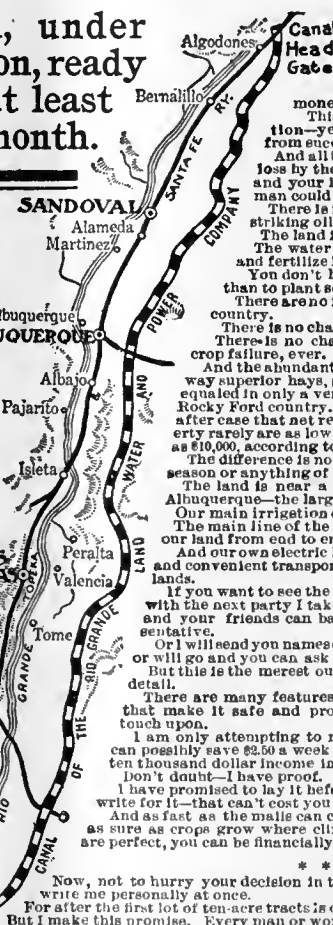 under
on, ready
at least
month.
Canal
Head
Gate
Algodones
Bernalillo
SANTA FE RY.
SANDOVAL
Alameda
Martinez
lbuquerque
UQUERQUE
Albajo
Pajarito
Isleta
Peralta
Valencia
Tome
RIO GRANDE
CANAL OF THE RIO GRANDE LAND WATER AND POWER COMPANY
mone
Thi
tion—ye
from suc
And all i
loss by the
and your l
man could
There is
striking oil
The land i
The water
and fertilize
You don't h
than to plant s
There are no
country.
There is no cha
There is no cha
crop failure, ever.
And the abundant
way superior hays,
equaled in only a ver
Rocky Ford country.
after case that net re
erty rarely are as low
as $10,000, according to
The difference is no
season or anything of
The land is near a
Albuquerque—the larg
Our main irrigation
The main line of the
our land from end to en
And our own electric
and convenient transpor
lands.
If you want to see the
with the next party I tak
and your friends can ba
sentative.
Or I will send you names
or will go and you can ask
But this is the merest ou
detail.
There are many features
that make it safe and pro
touch upon.
I am only attempting to
can possibly save $2.50 a week
ten thousand dollar income in
Don't doubt—I have proof.
I have promised to lay it befo
write for it—that can't cost you
And as fast as the mails can c
as sure as crops grow where cli
are perfect, you can be financially
* *
Now, not to hurry your decision in t
write me personally at once.
For after the first lot of ten-acre tracts is
But I make this promise. Every man or wo